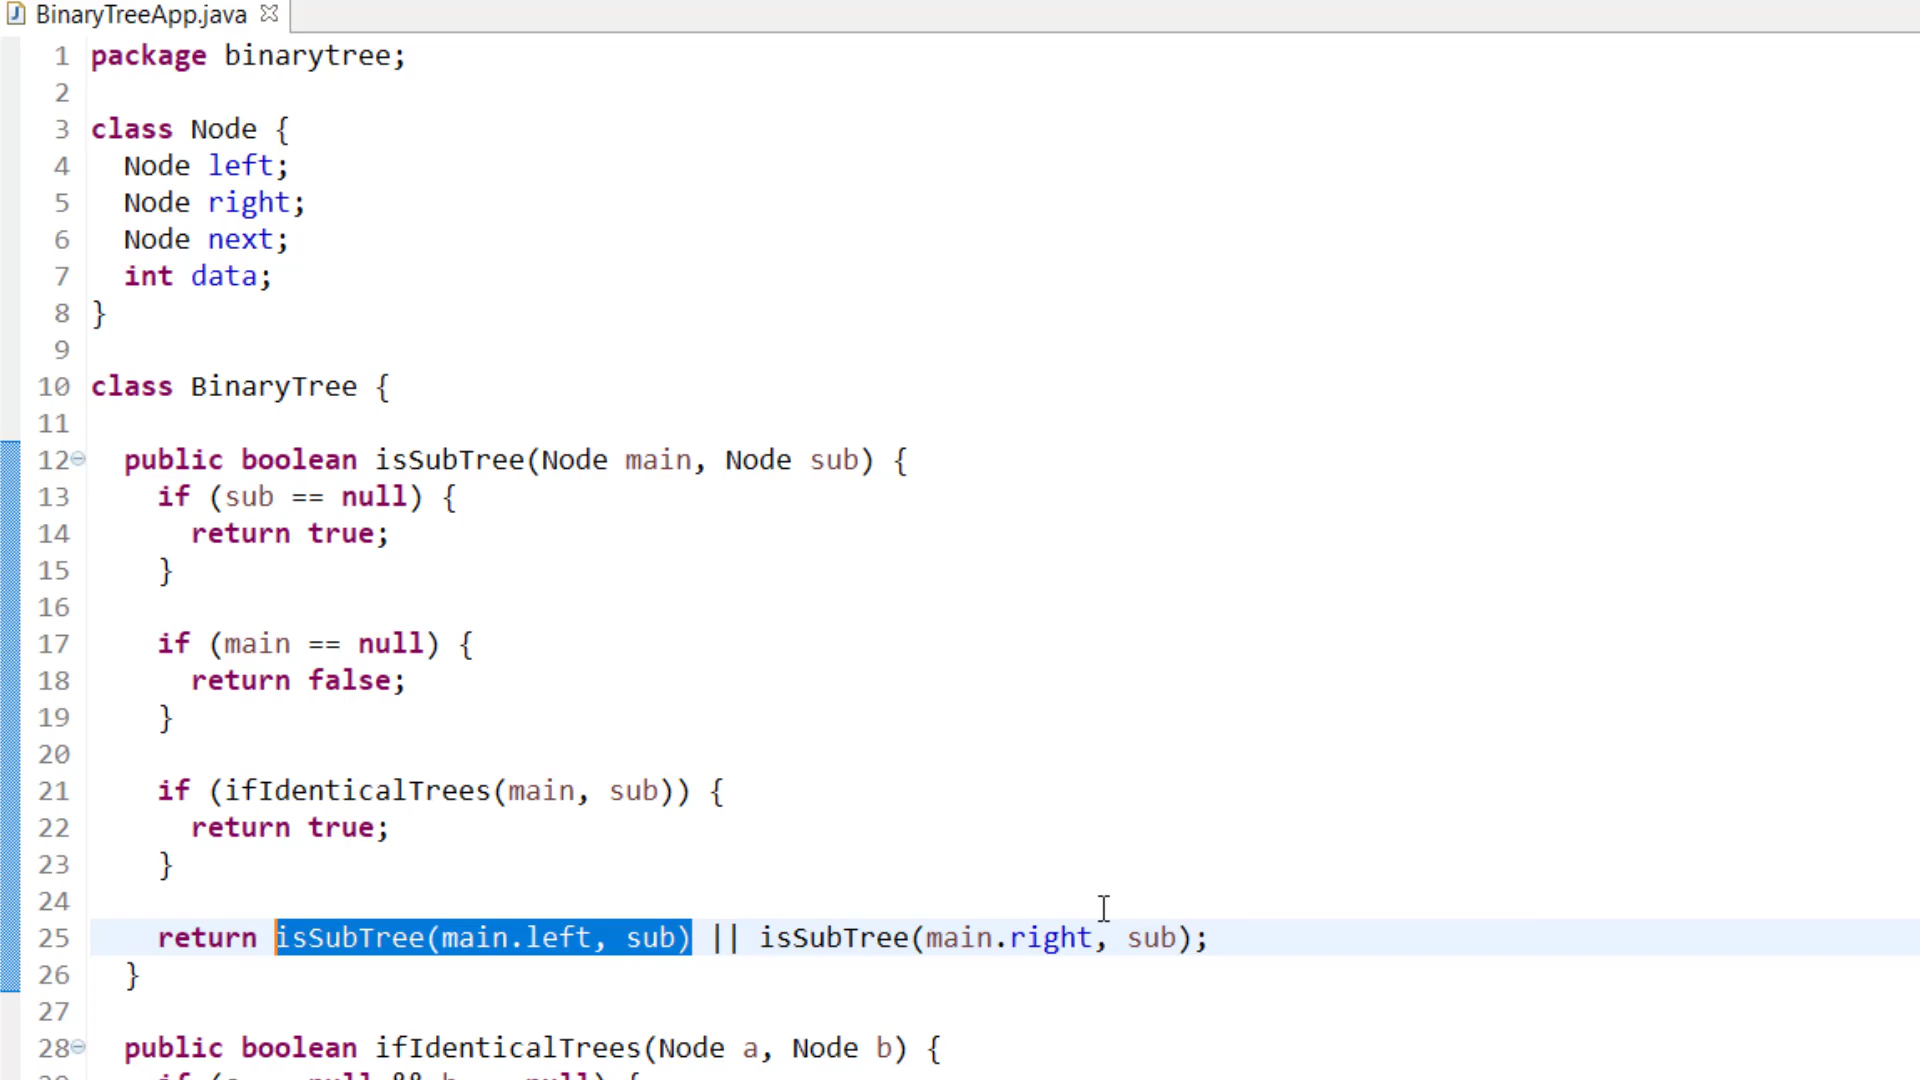 BinaryTreeApp.java
1 package binarytree;
2
3 class Node {
4   Node left;
5   Node right;
6   Node next;
7   int data;
8 }
9
10 class BinaryTree {
11
12   public boolean isSubTree(Node main, Node sub) {
13     if (sub == null) {
14       return true;
15     }
16
17     if (main == null) {
18       return false;
19     }
20
21     if (ifIdenticalTrees(main, sub)) {
22       return true;
23     }
24
25     return isSubTree(main.left, sub) || isSubTree(main.right, sub);
26   }
27
28   public boolean ifIdenticalTrees(Node a, Node b) {